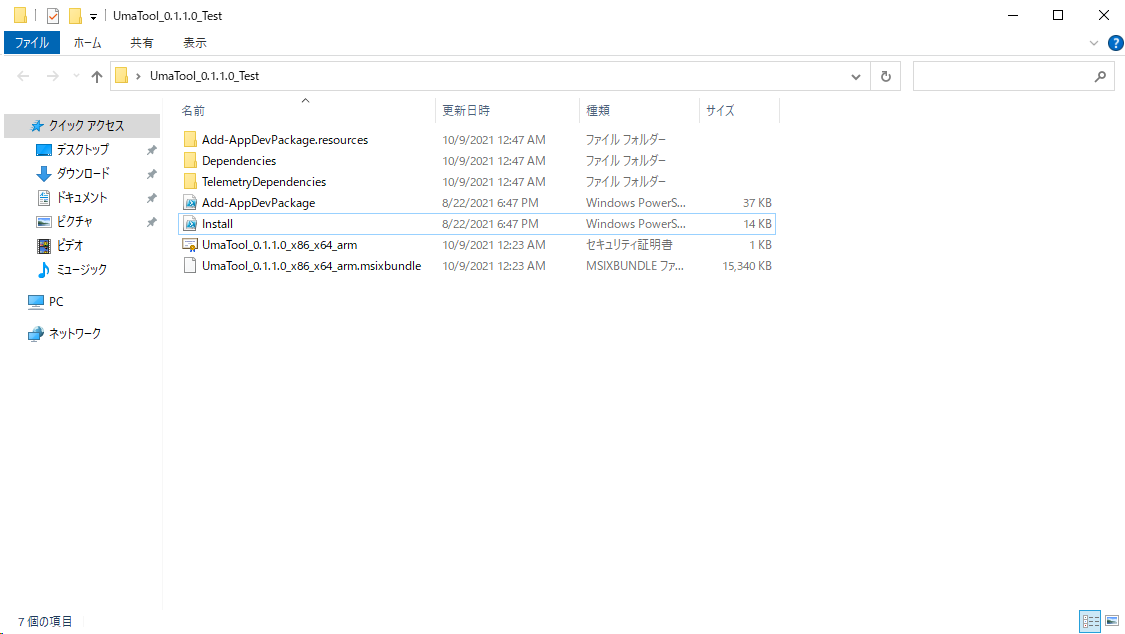 UmaTool_0.1.1.0_Test
ファイル ホーム 共有 表示
UmaTool_0.1.1.0_Test
名前 更新日時 種類 サイズ
クイック アクセス
デスクトップ
ダウンロード
ドキュメント
ピクチャ
ビデオ
ミュージック
PC
ネットワーク
Add-AppDevPackage.resources 10/9/2021 12:47 AM ファイル フォルダー
Dependencies 10/9/2021 12:47 AM ファイル フォルダー
TelemetryDependencies 10/9/2021 12:47 AM ファイル フォルダー
Add-AppDevPackage 8/22/2021 6:47 PM Windows PowerS... 37 KB
Install 8/22/2021 6:47 PM Windows PowerS... 14 KB
UmaTool_0.1.1.0_x86_x64_arm 10/9/2021 12:23 AM セキュリティ証明書 1 KB
UmaTool_0.1.1.0_x86_x64_arm.msixbundle 10/9/2021 12:23 AM MSIXBUNDLE ファ... 15,340 KB
7 個の項目